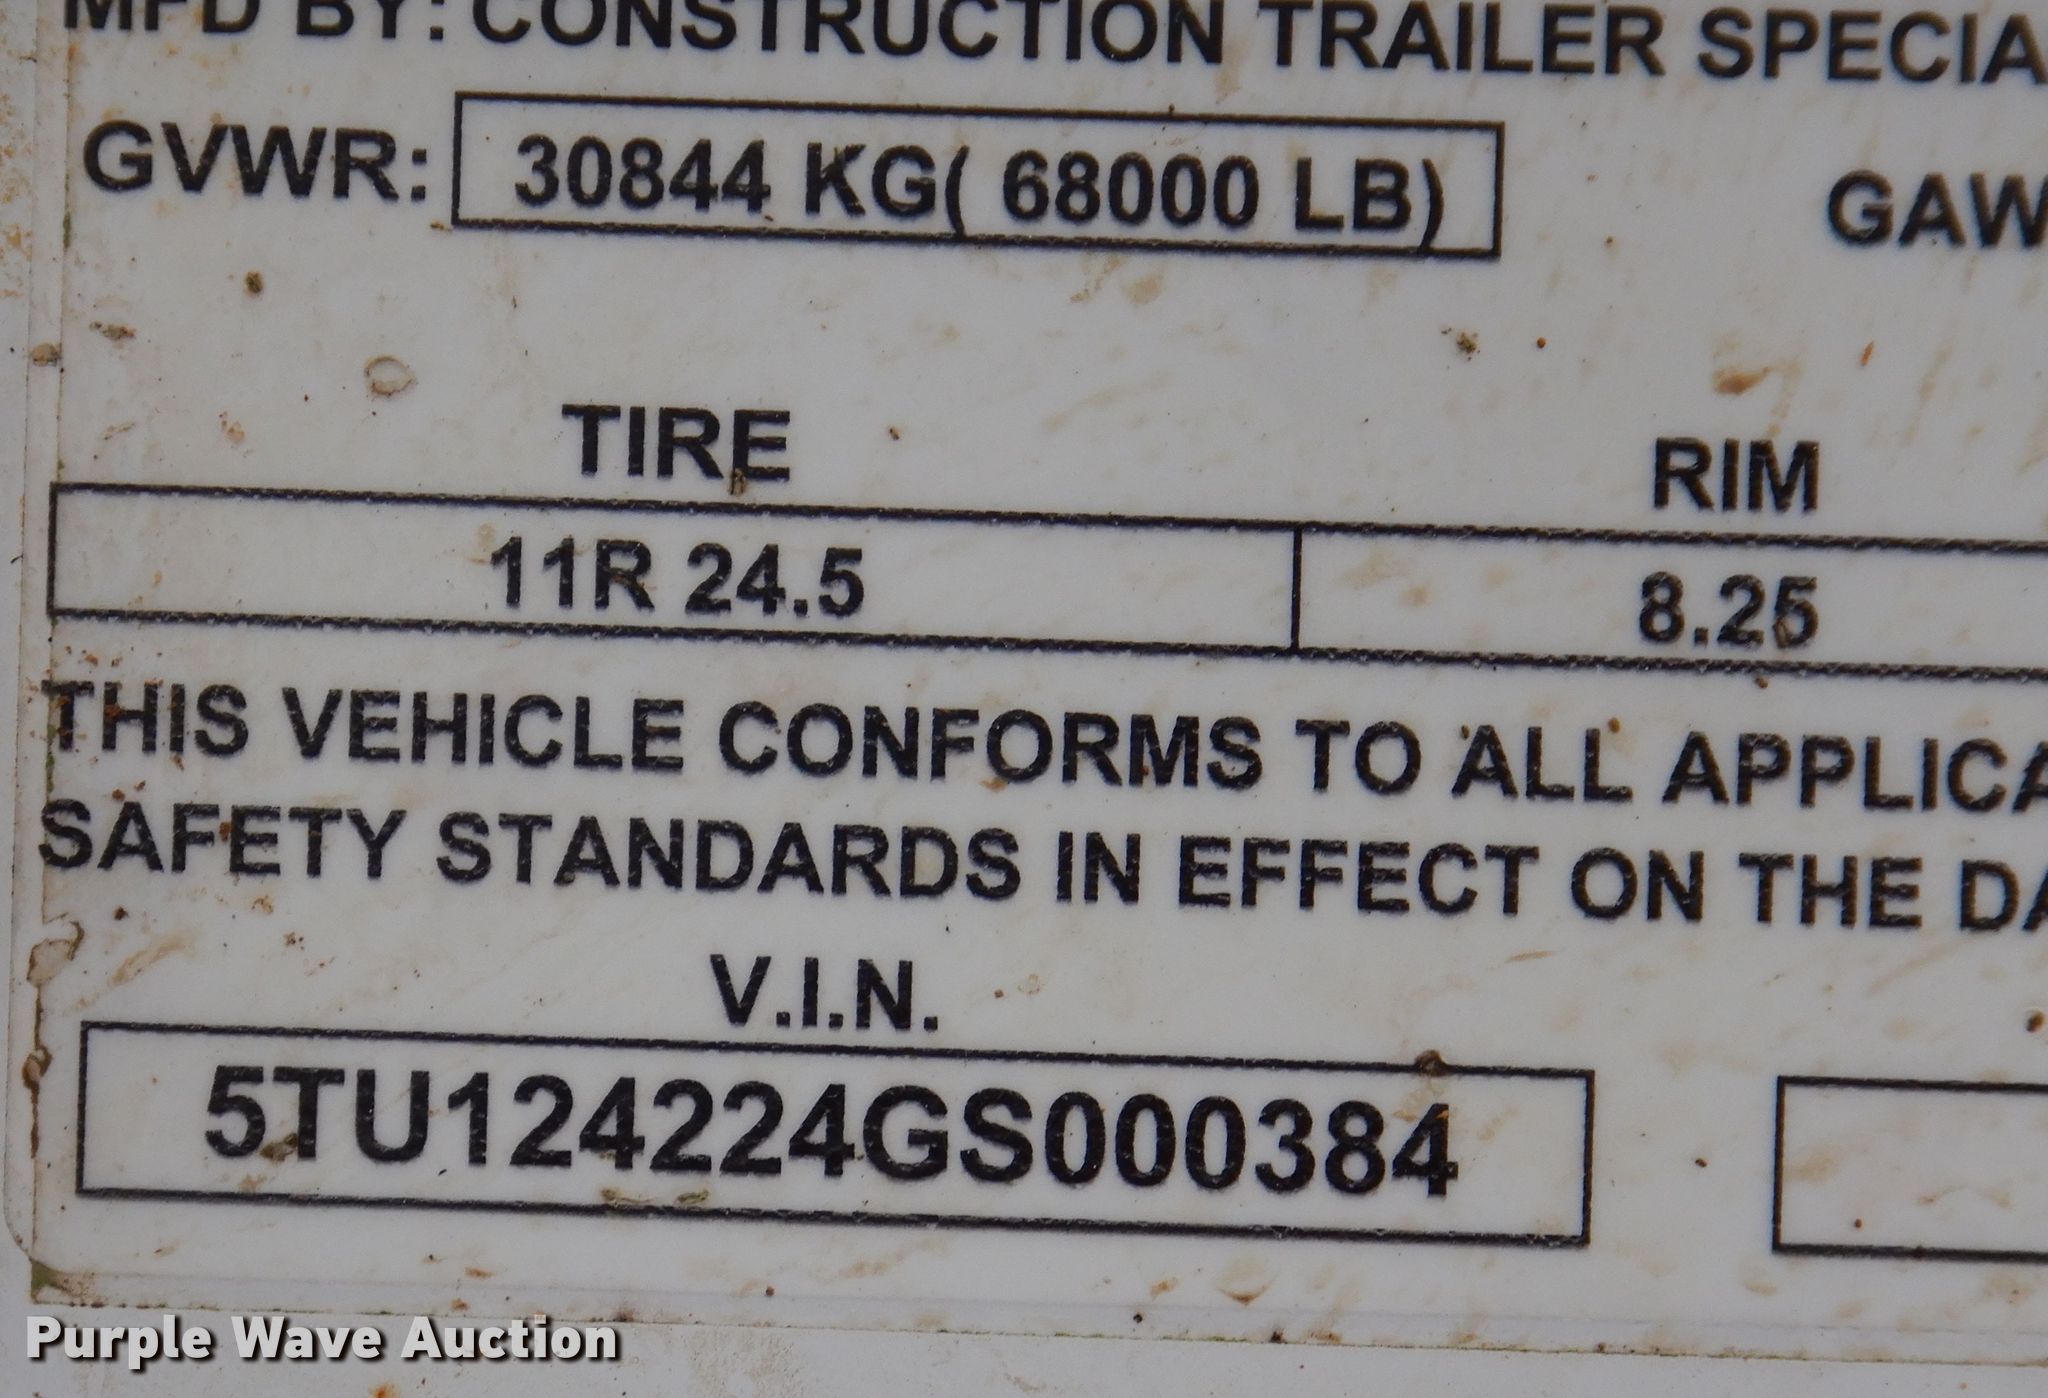 MFD BY: CONSTRUCTION TRAILER SPECIA
GVWR: 30844 KG( 68000 LB) GAW
TIRE RIM
11R 24.5 8.25
THIS VEHICLE CONFORMS TO ALL APPLICA
SAFETY STANDARDS IN EFFECT ON THE DA
V.I.N.
5TU124224GS000384
Purple Wave Auction